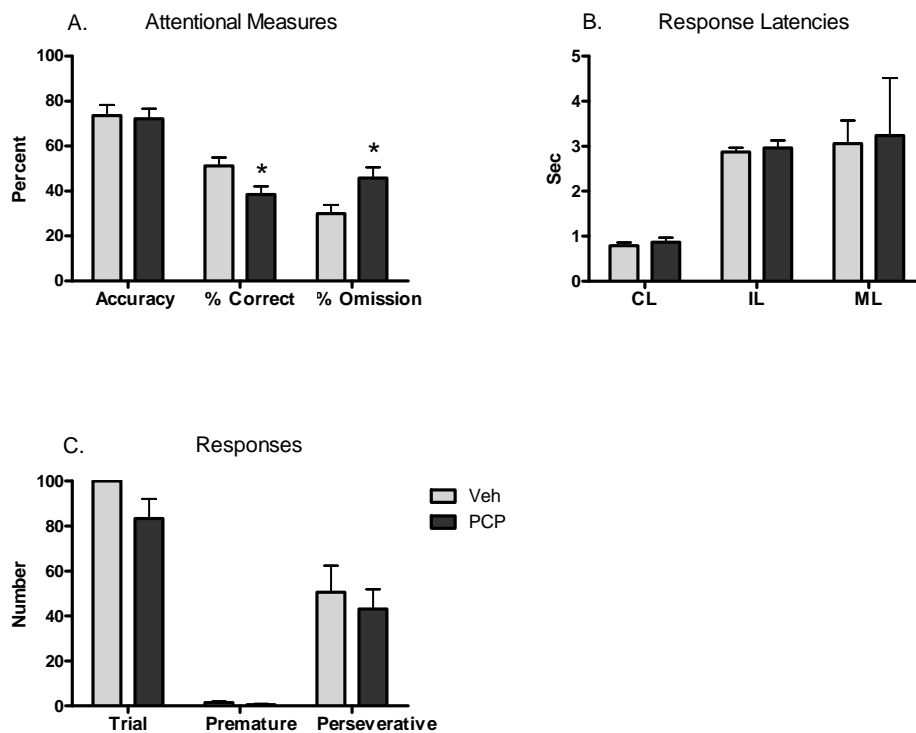 A. Attentional Measures
100
80
60
40
20
0
Percent
*
*
Accuracy % Correct % Omission
B. Response Latencies
5
4
3
2
1
0
Sec
CL IL ML
C. Responses
100
80
60
40
20
0
Number
Trial Premature Perseverative
Veh
PCP